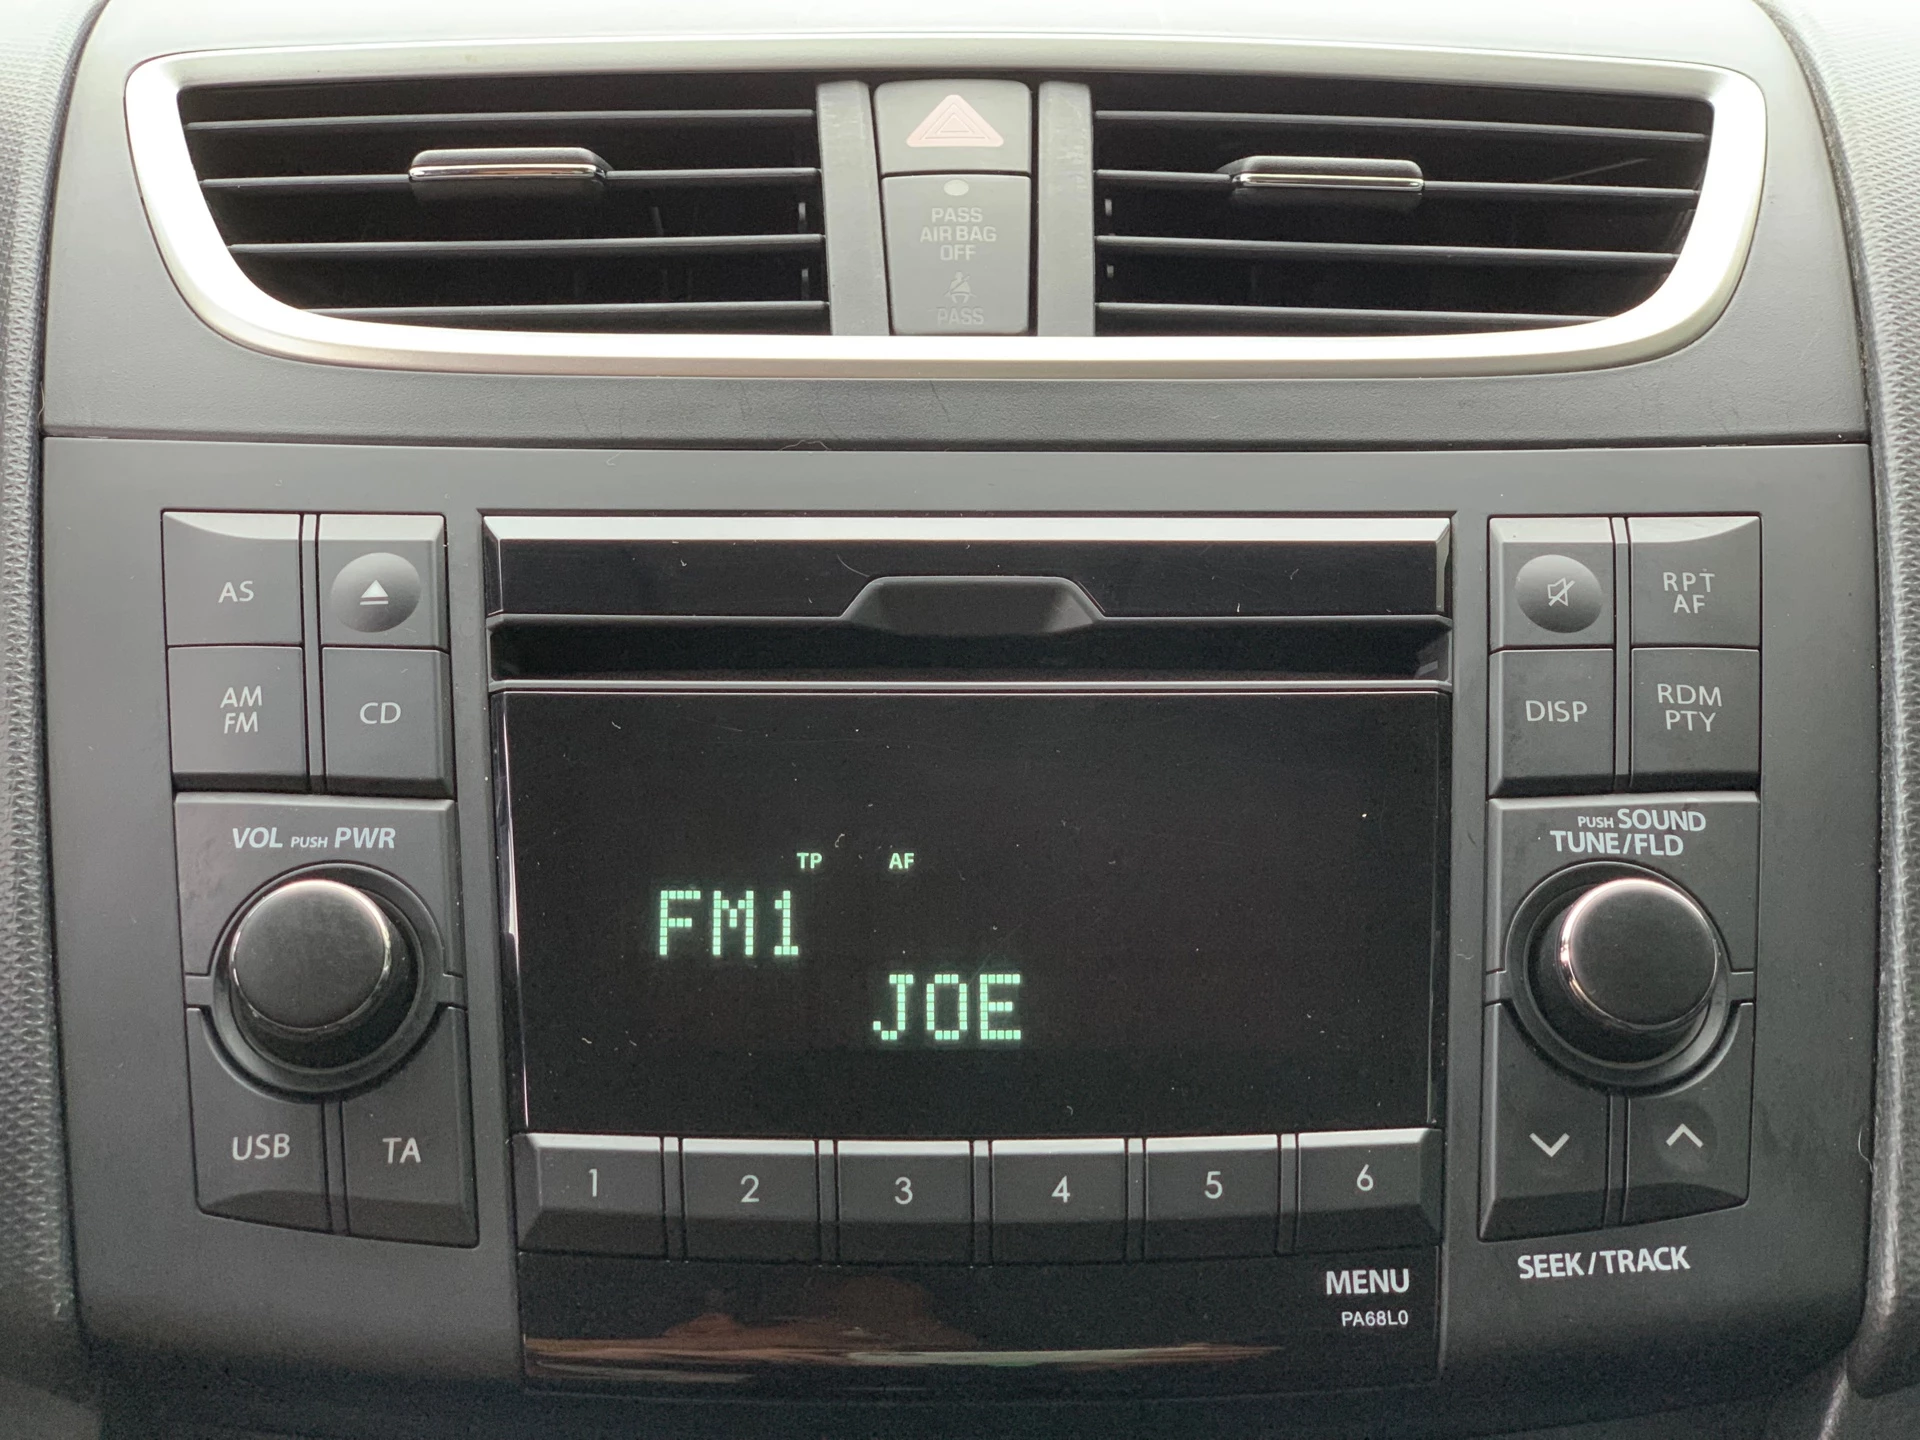 PASS
AIR BAG
OFF
PASS
AS
AM
FM
CD
RPT
AF
DISP
RDM
PTY
VOL PUSH PWR
PUSH SOUND
TUNE/FLD
TP AF
FM1
JOE
USB
TA
1 2 3 4 5 6
SEEK/TRACK
MENU
PA68L0